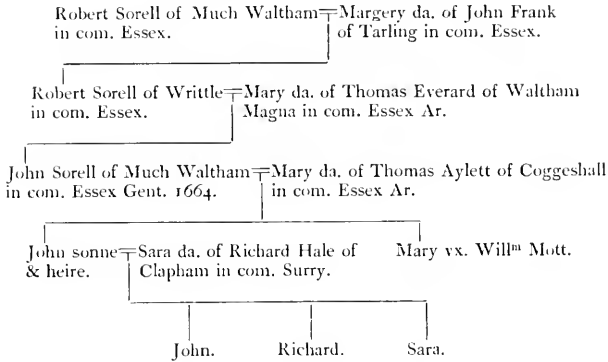 Robert Sorell of Much Waltham Margery da. of John Frank
in com. Essex. of Tarling in com. Essex.
Robert Sorell of Writtle Mary da. of Thomas Everard of Waltham
in com. Essex. Magna in com. Essex Ar.
John Sorell of Much Waltham Mary da. of Thomas Aylett of Coggeshall
in com. Essex Gent. 1664. in com. Essex Ar.
John sonne Sara da. of Richard Hale of Mary vx. Willᵐ Mott.
& heire. Clapham in com. Surry.
John. Richard. Sara.